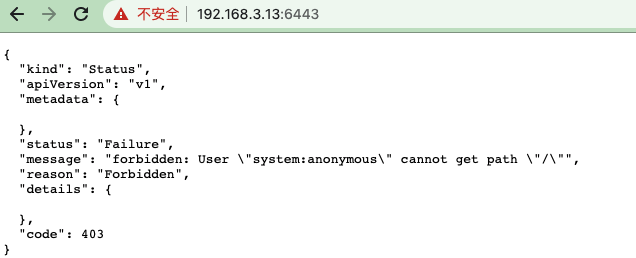 不安全 192.168.3.13:6443
{
  "kind": "Status",
  "apiVersion": "v1",
  "metadata": {

  },
  "status": "Failure",
  "message": "forbidden: User \"system:anonymous\" cannot get path \"/\"",
  "reason": "Forbidden",
  "details": {

  },
  "code": 403
}